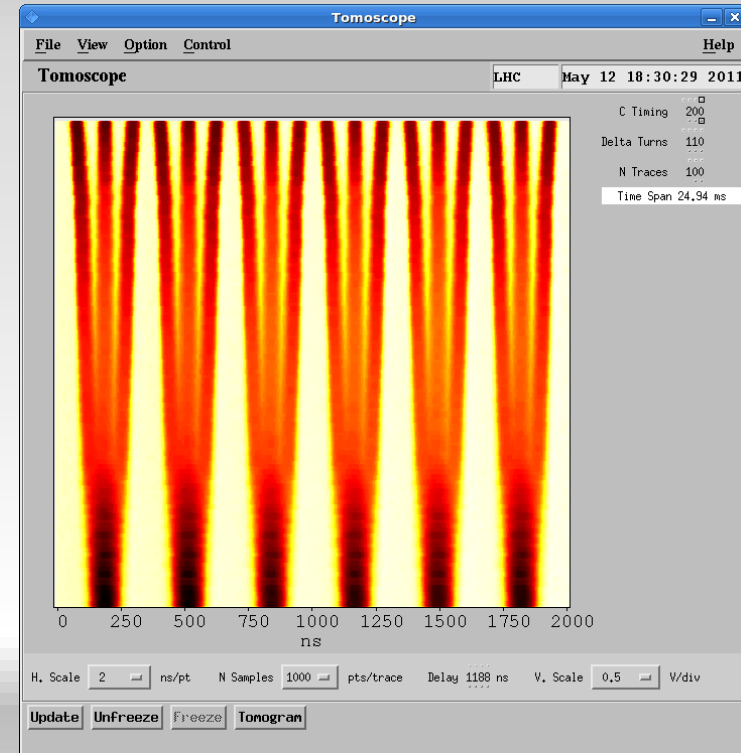 Tomoscope
File View Option Control Help
Tomoscope LHC May 12 18:30:29 2011
C Timing 200
Delta Turns 110
N Traces 100
Time Span 24.94 ms
0 250 500 750 1000 1250 1500 1750 2000
ns
H. Scale 2 ns/pt N Samples 1000 pts/trace Delay 1188 ns V. Scale 0.5 V/div
Update Unfreeze Freeze Tomogram